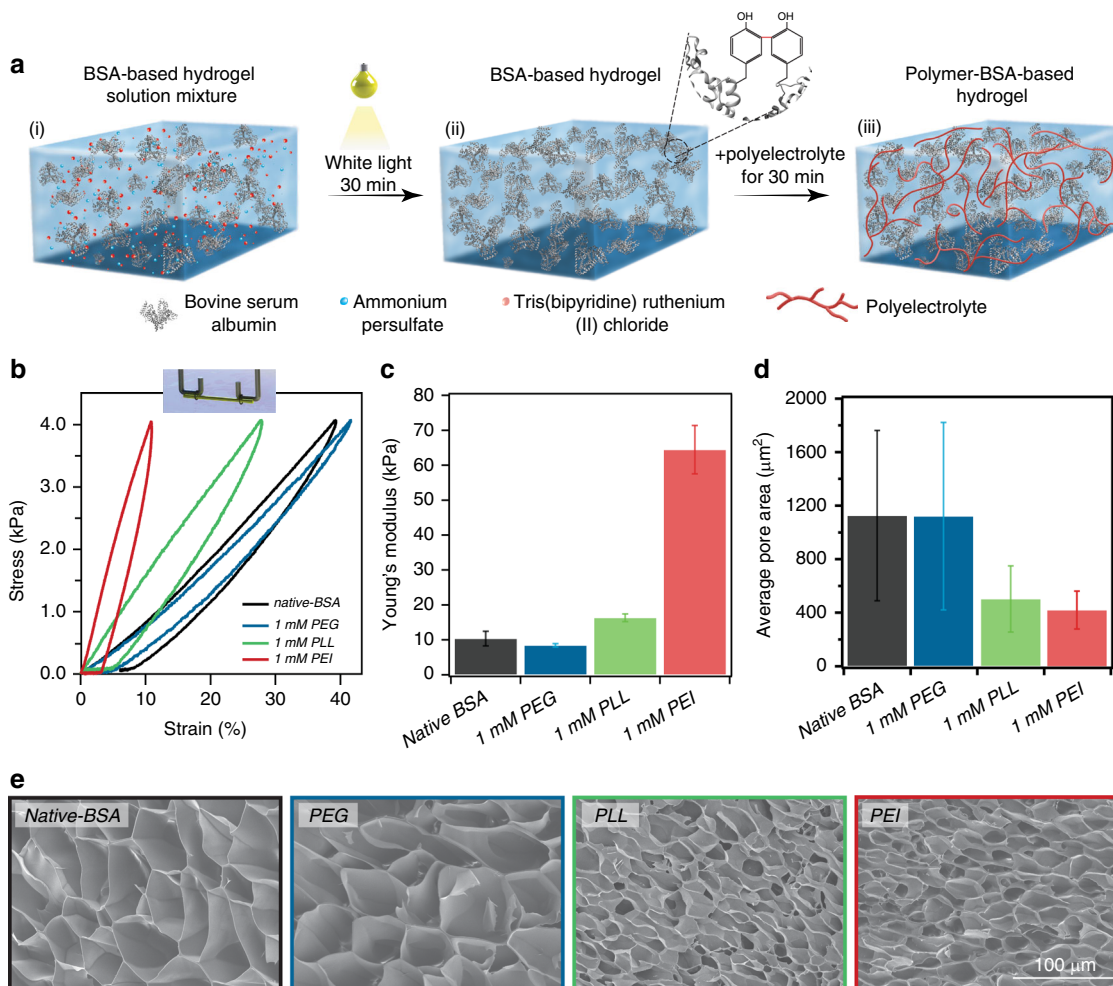 a
BSA-based hydrogel
solution mixture
(i)
White light
30 min
BSA-based hydrogel
(ii)
OH
OH
+polyelectrolyte
for 30 min
Polymer-BSA-based
hydrogel
(iii)
Bovine serum
albumin
Ammonium
persulfate
Tris(bipyridine) ruthenium
(II) chloride
Polyelectrolyte
b
Stress (kPa)
4.0
3.0
2.0
1.0
0.0
0
10
20
30
40
Strain (%)
native-BSA
1 mM PEG
1 mM PLL
1 mM PEI
c
Young's modulus (kPa)
80
70
60
50
40
30
20
10
0
Native BSA
1 mM PEG
1 mM PLL
1 mM PEI
d
Average pore area (μm²)
2000
1600
1200
800
400
0
Native BSA
1 mM PEG
1 mM PLL
1 mM PEI
e
Native-BSA
PEG
PLL
PEI
100 μm